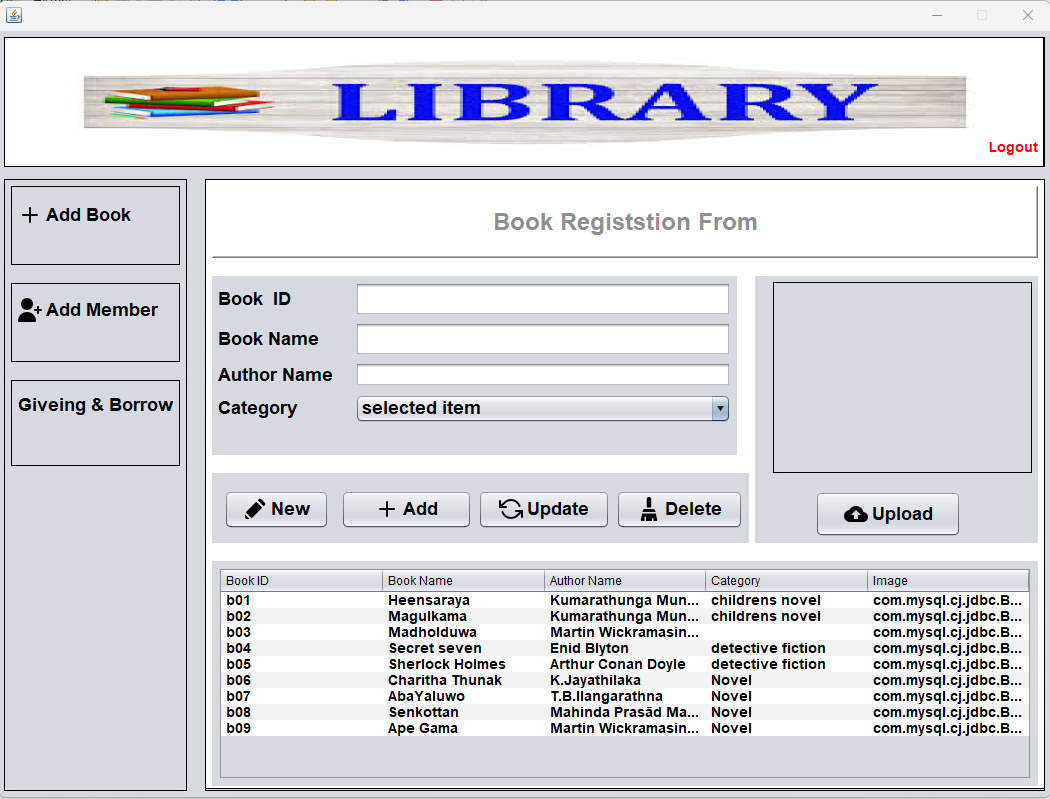 LIBRARY
Logout
Add Book
Add Member
Giveing & Borrow
Book Registstion From
Book ID
Book Name
Author Name
Category selected item
New Add Update Delete
Upload
Book ID Book Name Author Name Category Image
b01 Heensaraya Kumarathunga Mun... childrens novel com.mysql.cj.jdbc.B...
b02 Magulkama Kumarathunga Mun... childrens novel com.mysql.cj.jdbc.B...
b03 Madholduwa Martin Wickramasin... com.mysql.cj.jdbc.B...
b04 Secret seven Enid Blyton detective fiction com.mysql.cj.jdbc.B...
b05 Sherlock Holmes Arthur Conan Doyle detective fiction com.mysql.cj.jdbc.B...
b06 Charitha Thunak K.Jayathilaka Novel com.mysql.cj.jdbc.B...
b07 AbaYaluwo T.B.Ilangarathna Novel com.mysql.cj.jdbc.B...
b08 Senkottan Mahinda Prasād Ma... Novel com.mysql.cj.jdbc.B...
b09 Ape Gama Martin Wickramasin... Novel com.mysql.cj.jdbc.B...